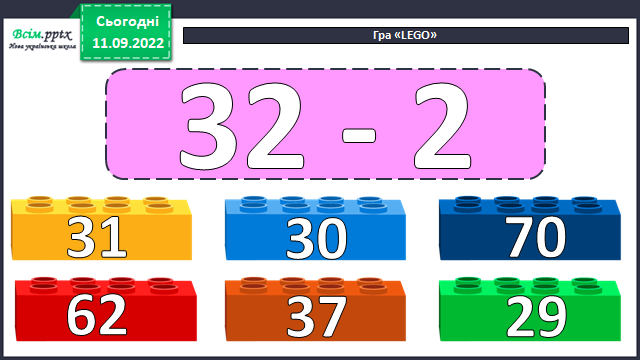 Всім.pptx
Нова українська школа
Сьогодні
11.09.2022
Гра «LEGO»
32 - 2
31 30 70
62 37 29